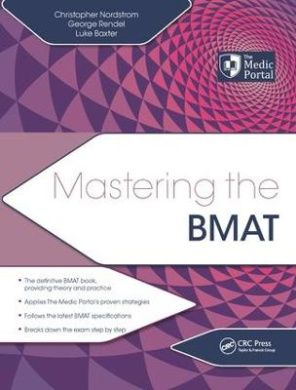 Christopher Nordstrom
George Rendel
Luke Baxter
The
Medic
Portal
Mastering the
BMAT
• The definitive BMAT book,
providing theory and practice
• Applies The Medic Portal's proven strategies
• Follows the latest BMAT specifications
• Breaks down the exam step by step
CRC Press
Taylor & Francis Group